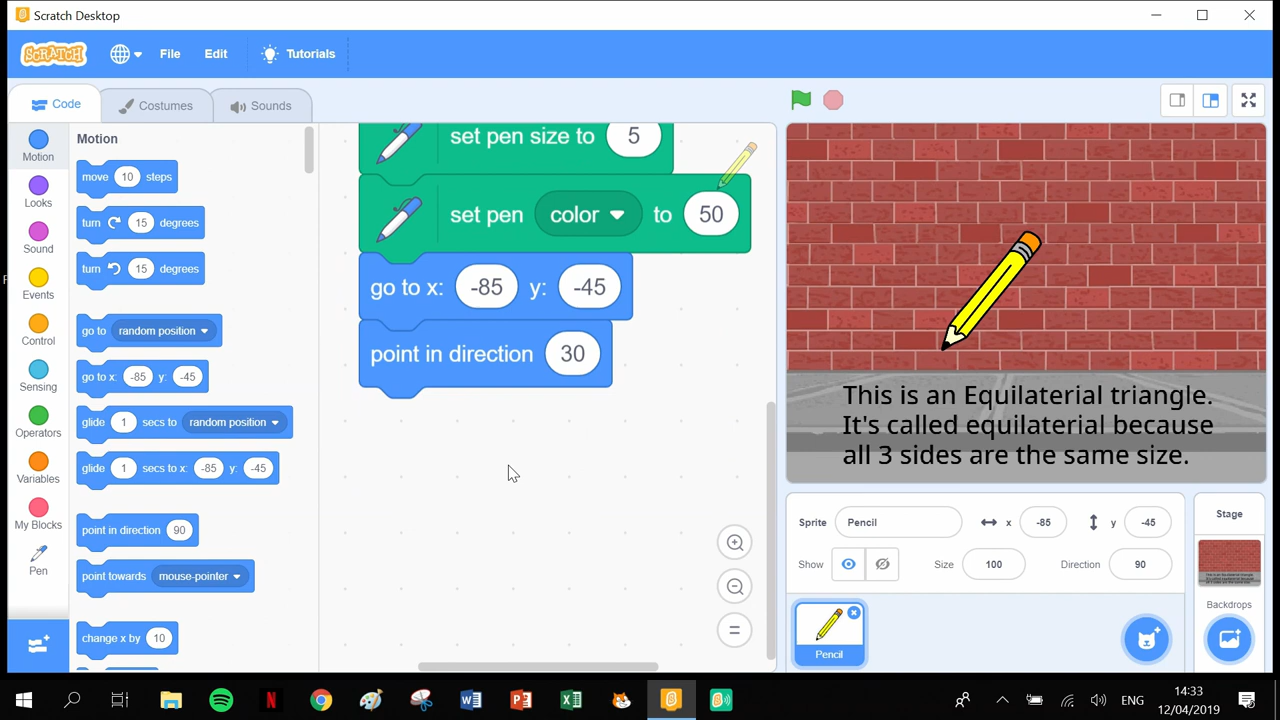 Scratch Desktop
SCRATCH File Edit Tutorials
Code Costumes Sounds
Motion
Looks
Sound
Events
Control
Sensing
Operators
Variables
My Blocks
Pen
Motion
move 10 steps
turn 15 degrees
turn 15 degrees
go to random position
go to x: -85 y: -45
glide 1 secs to random position
glide 1 secs to x: -85 y: -45
point in direction 90
point towards mouse-pointer
change x by 10
set pen size to 5
set pen color to 50
go to x: -85 y: -45
point in direction 30
This is an Equilaterial triangle.
It's called equilaterial because
all 3 sides are the same size.
Sprite Pencil x -85 y -45
Show Size 100 Direction 90
Pencil
Stage
Backdrops
ENG
14:33
12/04/2019